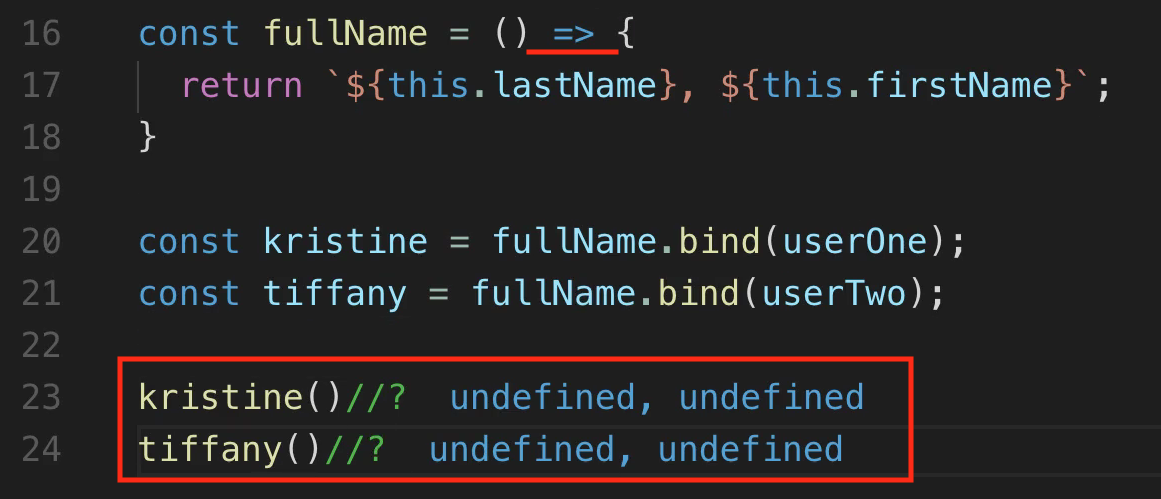 16 const fullName = () => {
17 return `${this.lastName}, ${this.firstName}`;
18 }
19
20 const kristine = fullName.bind(userOne);
21 const tiffany = fullName.bind(userTwo);
22
23 kristine()//? undefined, undefined
24 tiffany()//? undefined, undefined